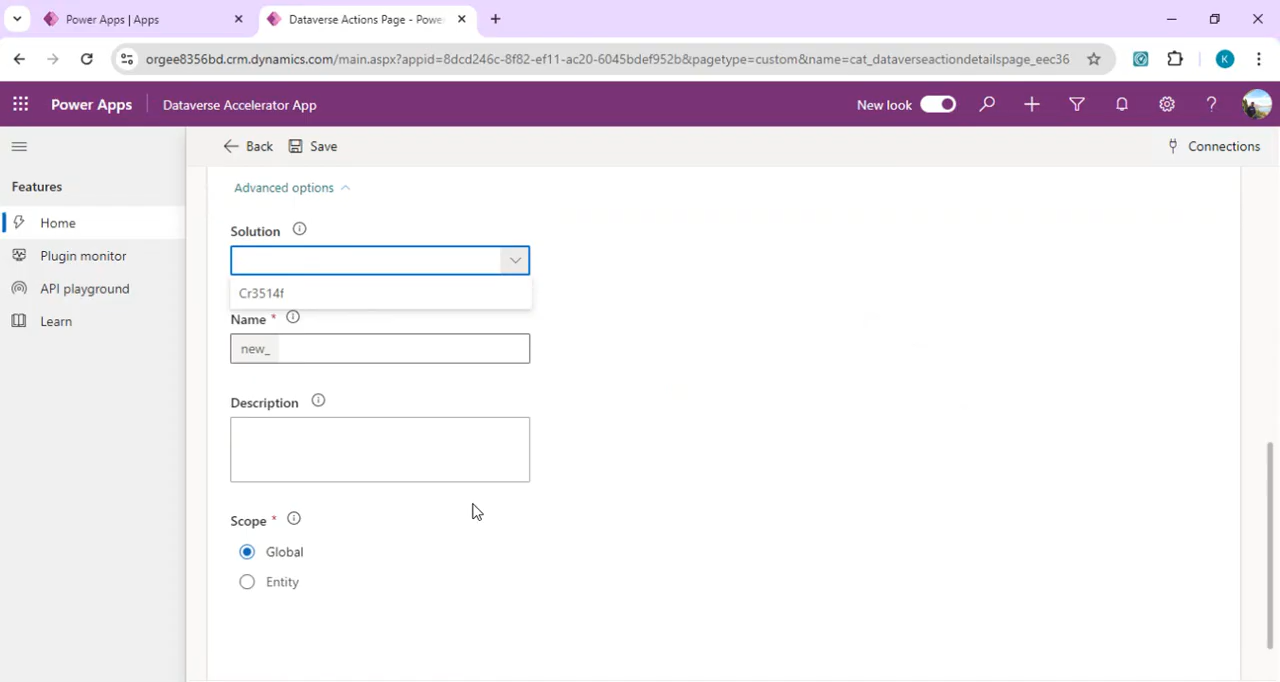 Power Apps | Apps
Dataverse Actions Page - Powe
orgee8356bd.crm.dynamics.com/main.aspx?appid=8dcd246c-8f82-ef11-ac20-6045bdef952b&pagetype=custom&name=cat_dataverseactiondetailspage_eec36
K
Power Apps
Dataverse Accelerator App
New look
Back
Save
Connections
Features
Home
Plugin monitor
API playground
Learn
Advanced options
Solution
Cr3514f
Name *
new_
Description
Scope *
Global
Entity